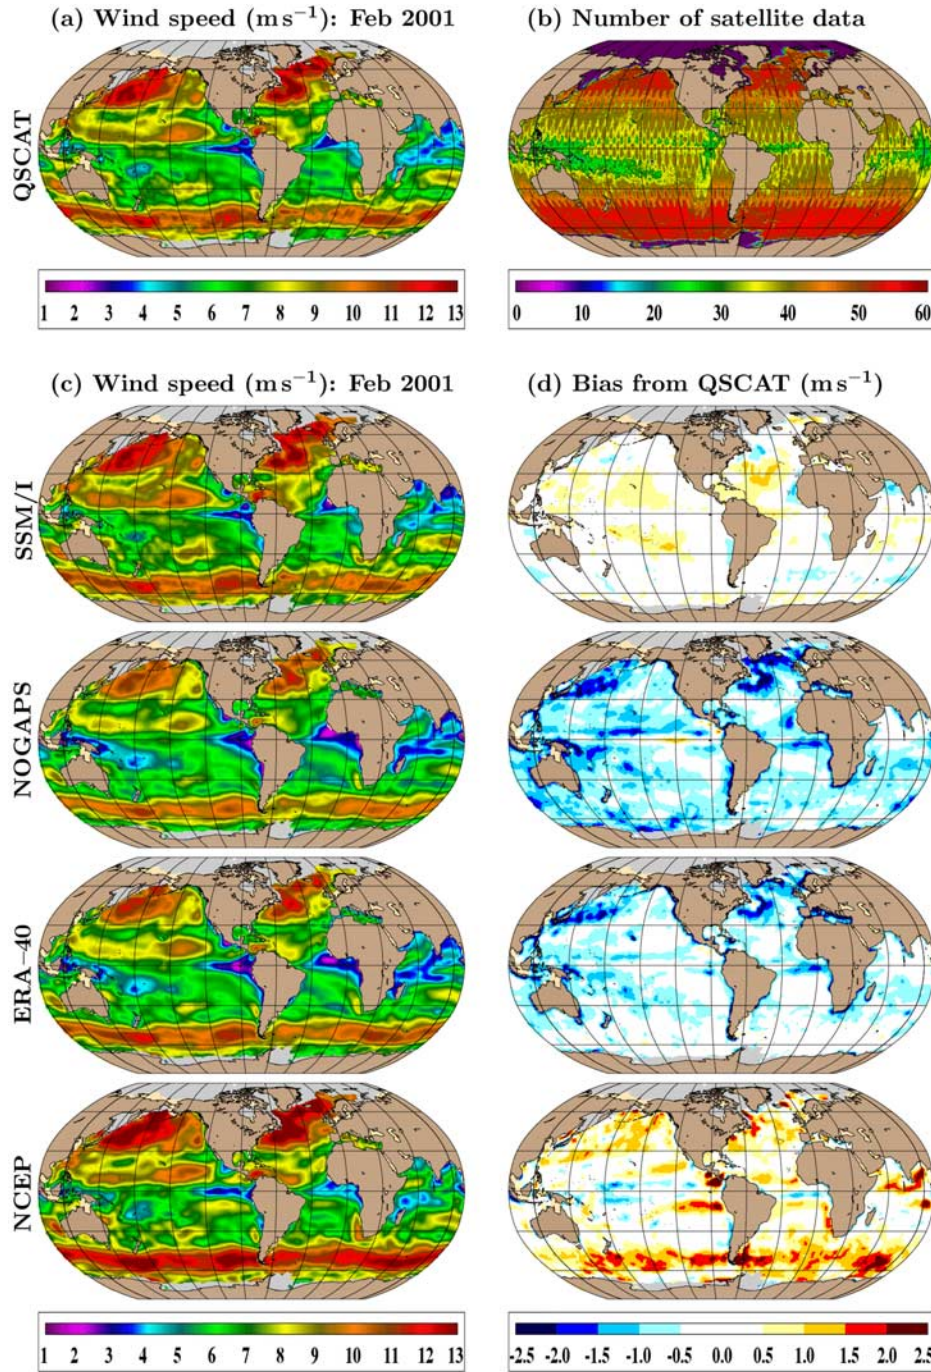 (a) Wind speed (m s⁻¹): Feb 2001
(b) Number of satellite data
QSCAT
1 2 3 4 5 6 7 8 9 10 11 12 13
0 10 20 30 40 50 60
(c) Wind speed (m s⁻¹): Feb 2001
(d) Bias from QSCAT (m s⁻¹)
SSM/I
NOGAPS
ERA−40
NCEP
1 2 3 4 5 6 7 8 9 10 11 12 13
-2.5 -2.0 -1.5 -1.0 -0.5 0.0 0.5 1.0 1.5 2.0 2.5